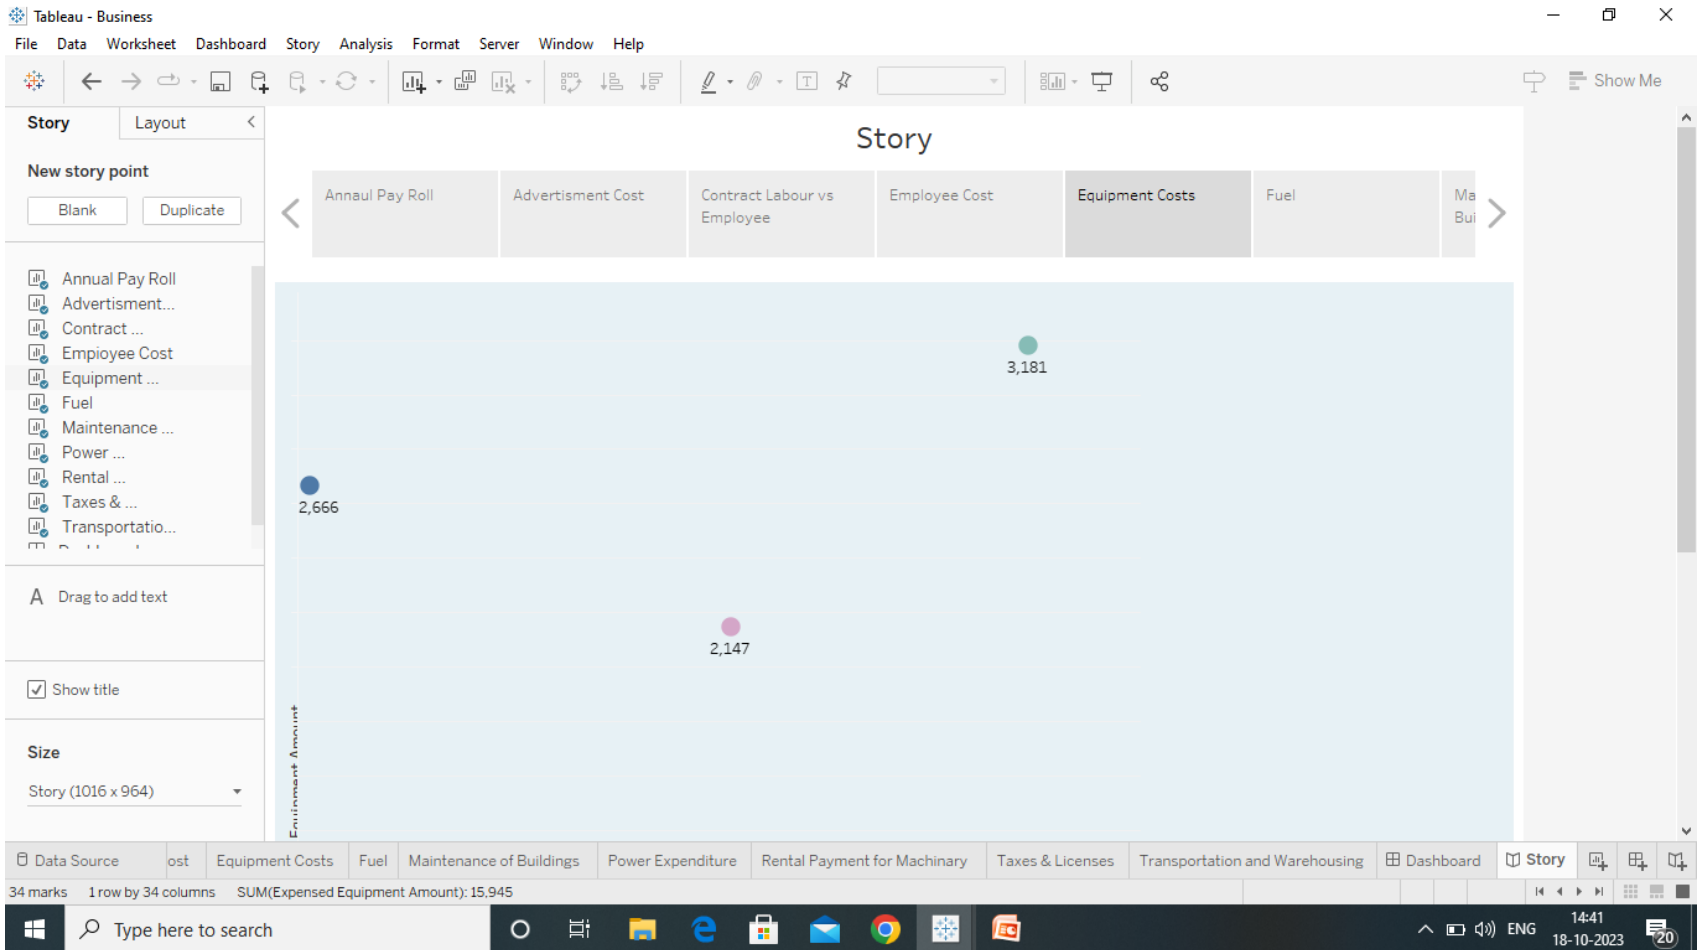 Tableau - Business
File Data Worksheet Dashboard Story Analysis Format Server Window Help
Show Me
Story Layout
New story point
Blank Duplicate
Annual Pay Roll
Advertisment...
Contract ...
Empioyee Cost
Equipment ...
Fuel
Maintenance ...
Power ...
Rental ...
Taxes & ...
Transportatio...
A Drag to add text
Show title
Size
Story (1016 x 964)
Story
Annaul Pay Roll
Advertisment Cost
Contract Labour vs
Employee
Employee Cost
Equipment Costs
Fuel
Ma
Bui
3,181
2,666
2,147
Equipment Amount
Data Source ost Equipment Costs Fuel Maintenance of Buildings Power Expenditure Rental Payment for Machinary Taxes & Licenses Transportation and Warehousing Dashboard Story
34 marks 1 row by 34 columns SUM(Expensed Equipment Amount): 15,945
Type here to search
ENG
14:41
18-10-2023
20